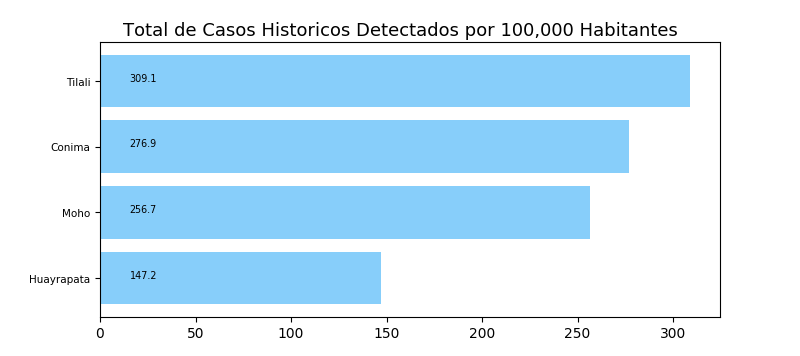 Total de Casos Historicos Detectados por 100,000 Habitantes
Tilali 309.1
Conima 276.9
Moho 256.7
Huayrapata 147.2
0 50 100 150 200 250 300